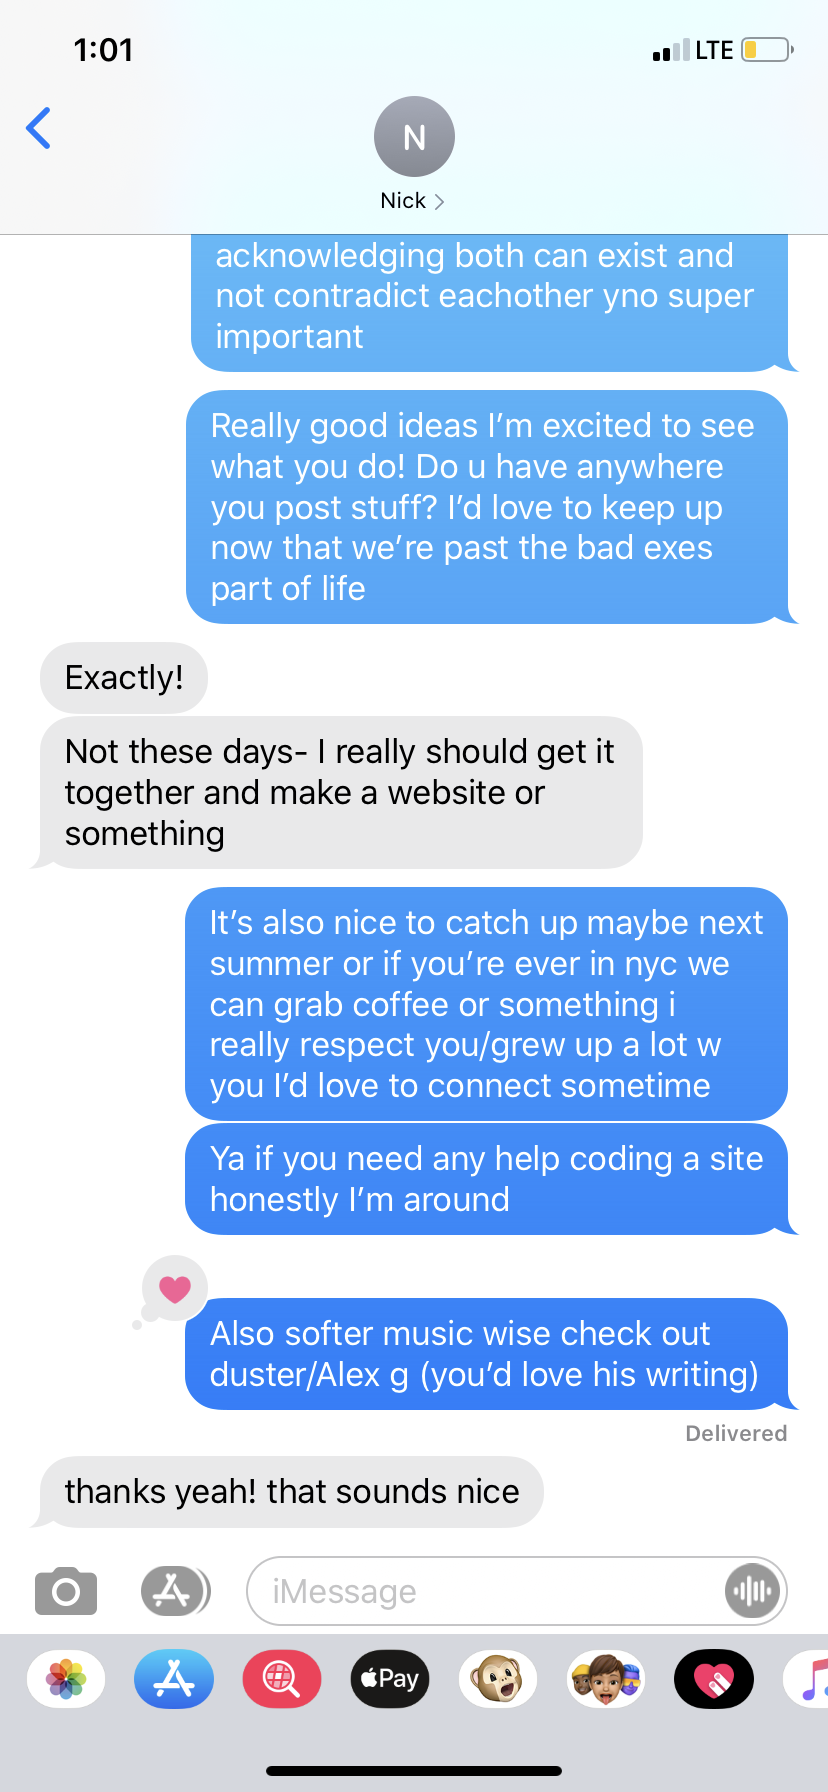 1:01
LTE
N
Nick
acknowledging both can exist and
not contradict eachother yno super
important
Really good ideas I'm excited to see
what you do! Do u have anywhere
you post stuff? I'd love to keep up
now that we're past the bad exes
part of life
Exactly!
Not these days- I really should get it
together and make a website or
something
It's also nice to catch up maybe next
summer or if you're ever in nyc we
can grab coffee or something i
really respect you/grew up a lot w
you I'd love to connect sometime
Ya if you need any help coding a site
honestly I'm around
Also softer music wise check out
duster/Alex g (you'd love his writing)
Delivered
thanks yeah! that sounds nice
iMessage
Pay